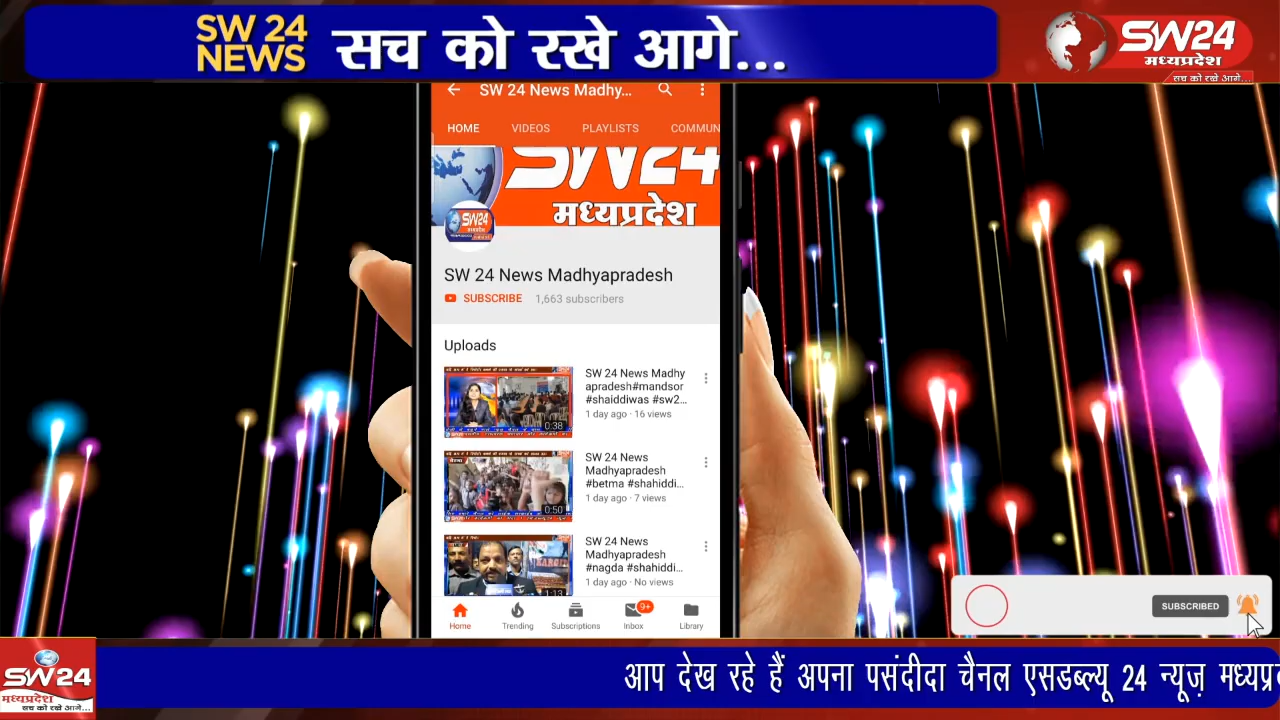 SW 24
NEWS
सच को रखे आगे...
SW24
मध्यप्रदेश
सच को रखे आगे...
SW 24 News Madhy...
HOME VIDEOS PLAYLISTS COMMUN
SW24
मध्यप्रदेश
SW24
SW 24 News Madhyapradesh
SUBSCRIBE 1,663 subscribers
Uploads
SW 24 News Madhy
apradesh#mandsor
#shaiddiwas #sw2...
1 day ago · 16 views
0:38
SW 24 News
Madhyapradesh
#betma #shahiddi...
1 day ago · 7 views
0:50
SW 24 News
Madhyapradesh
#nagda #shahiddi...
1 day ago · No views
1:13
9+
Home Trending Subscriptions Inbox Library
SUBSCRIBED
SW24
मध्यप्रदेश
सच को रखे आगे...
आप देख रहे हैं अपना पसंदीदा चैनल एसडब्ल्यू 24 न्यूज़ मध्यप्र